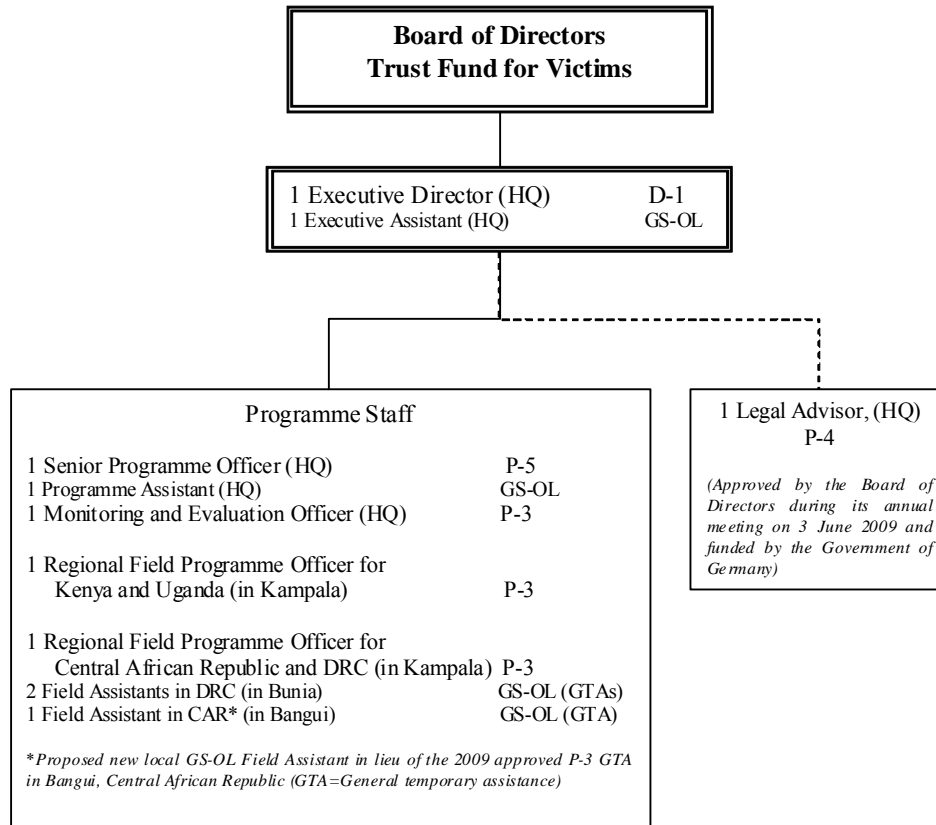 Board of Directors
Trust Fund for Victims
1 Executive Director (HQ) D-1
1 Executive Assistant (HQ) GS-OL
Programme Staff
1 Senior Programme Officer (HQ) P-5
1 Programme Assistant (HQ) GS-OL
1 Monitoring and Evaluation Officer (HQ) P-3
1 Regional Field Programme Officer for
Kenya and Uganda (in Kampala) P-3
1 Regional Field Programme Officer for
Central African Republic and DRC (in Kampala) P-3
2 Field Assistants in DRC (in Bunia) GS-OL (GTAs)
1 Field Assistant in CAR* (in Bangui) GS-OL (GTA)
*Proposed new local GS-OL Field Assistant in lieu of the 2009 approved P-3 GTA
in Bangui, Central African Republic (GTA=General temporary assistance)
1 Legal Advisor, (HQ)
P-4
(Approved by the Board of
Directors during its annual
meeting on 3 June 2009 and
funded by the Government of
Germany)